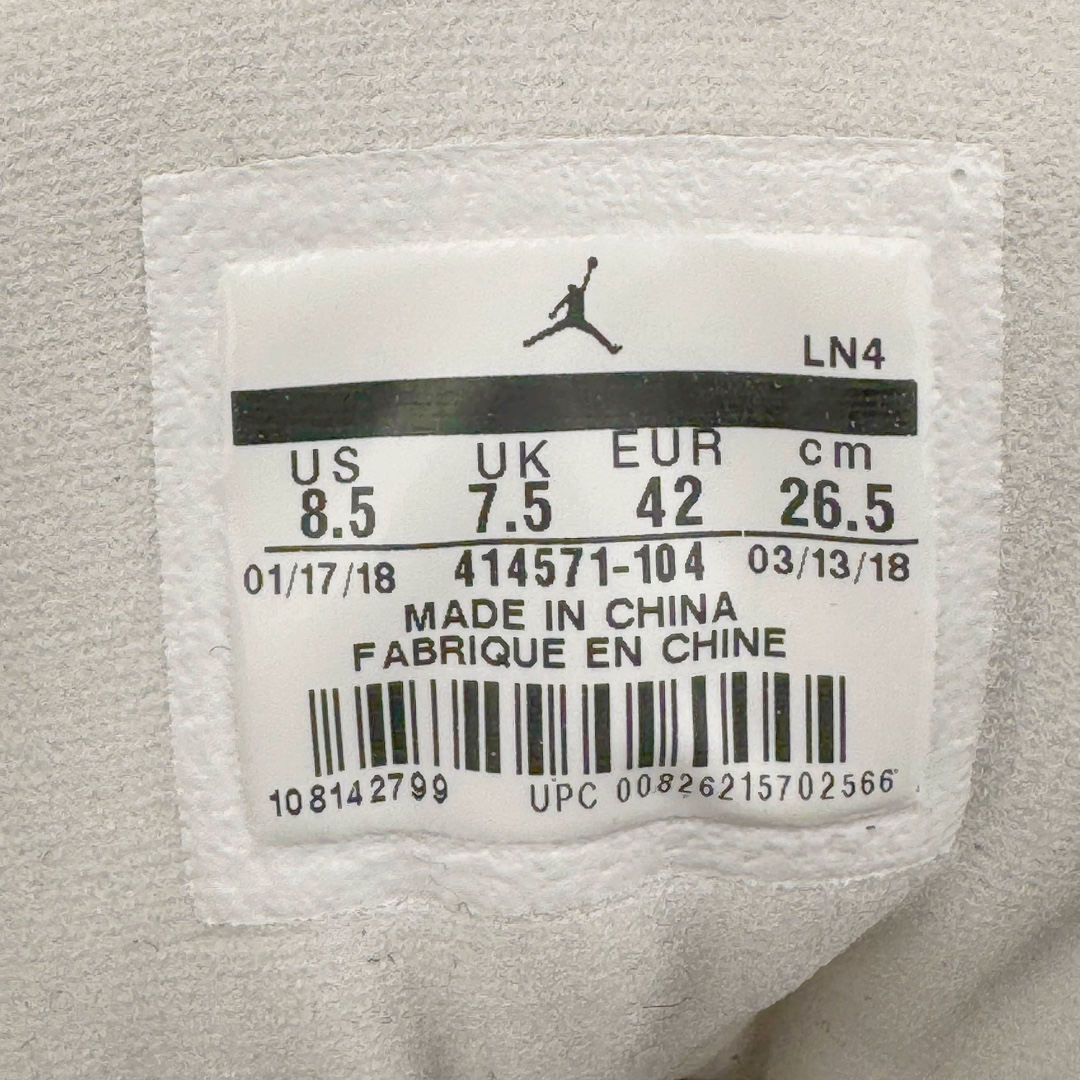 LN4
US UK EUR cm
8.5 7.5 42 26.5
01/17/18 414571-104 03/13/18
MADE IN CHINA
FABRIQUE EN CHINE
108142799 UPC 00826215702566